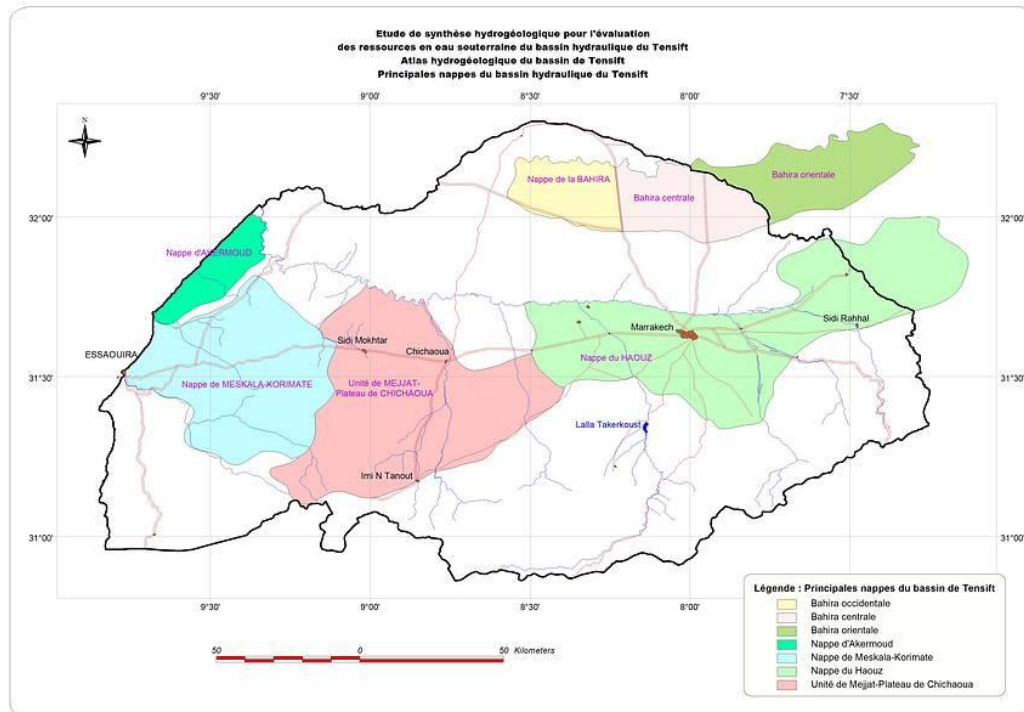 Etude de synthèse hydrogéologique pour l'évaluation
des ressources en eau souterraine du bassin hydraulique du Tensift
Atlas hydrogéologique du bassin de Tensift
Principales nappes du bassin hydraulique du Tensift
9°30'
9°00'
8°30'
8°00'
7°30'
N
Nappe de la BAHIRA
Bahira centrale
Bahira orientale
32°00'
32°00'
Nappe d'AKERMOUD
Sidi Rahhal
Marrakech
Sidi Mokhtar
Chichaoua
ESSAOUIRA
Nappe du HAOUZ
31°30'
31°30'
Nappe de MESKALA-KORIMATE
Unité de MEJJAT-
Plateau de CHICHAOUA
Lalla Takerkoust
Imi N Tanout
31°00'
31°00'
9°30'
9°00'
8°30'
8°00'
Légende : Principales nappes du bassin de Tensift
Bahira occidentale
Bahira centrale
Bahira orientale
Nappe d'Akermoud
Nappe de Meskala-Korimate
Nappe du Haouz
Unité de Mejjat-Plateau de Chichaoua
50 0 50 Kilometers